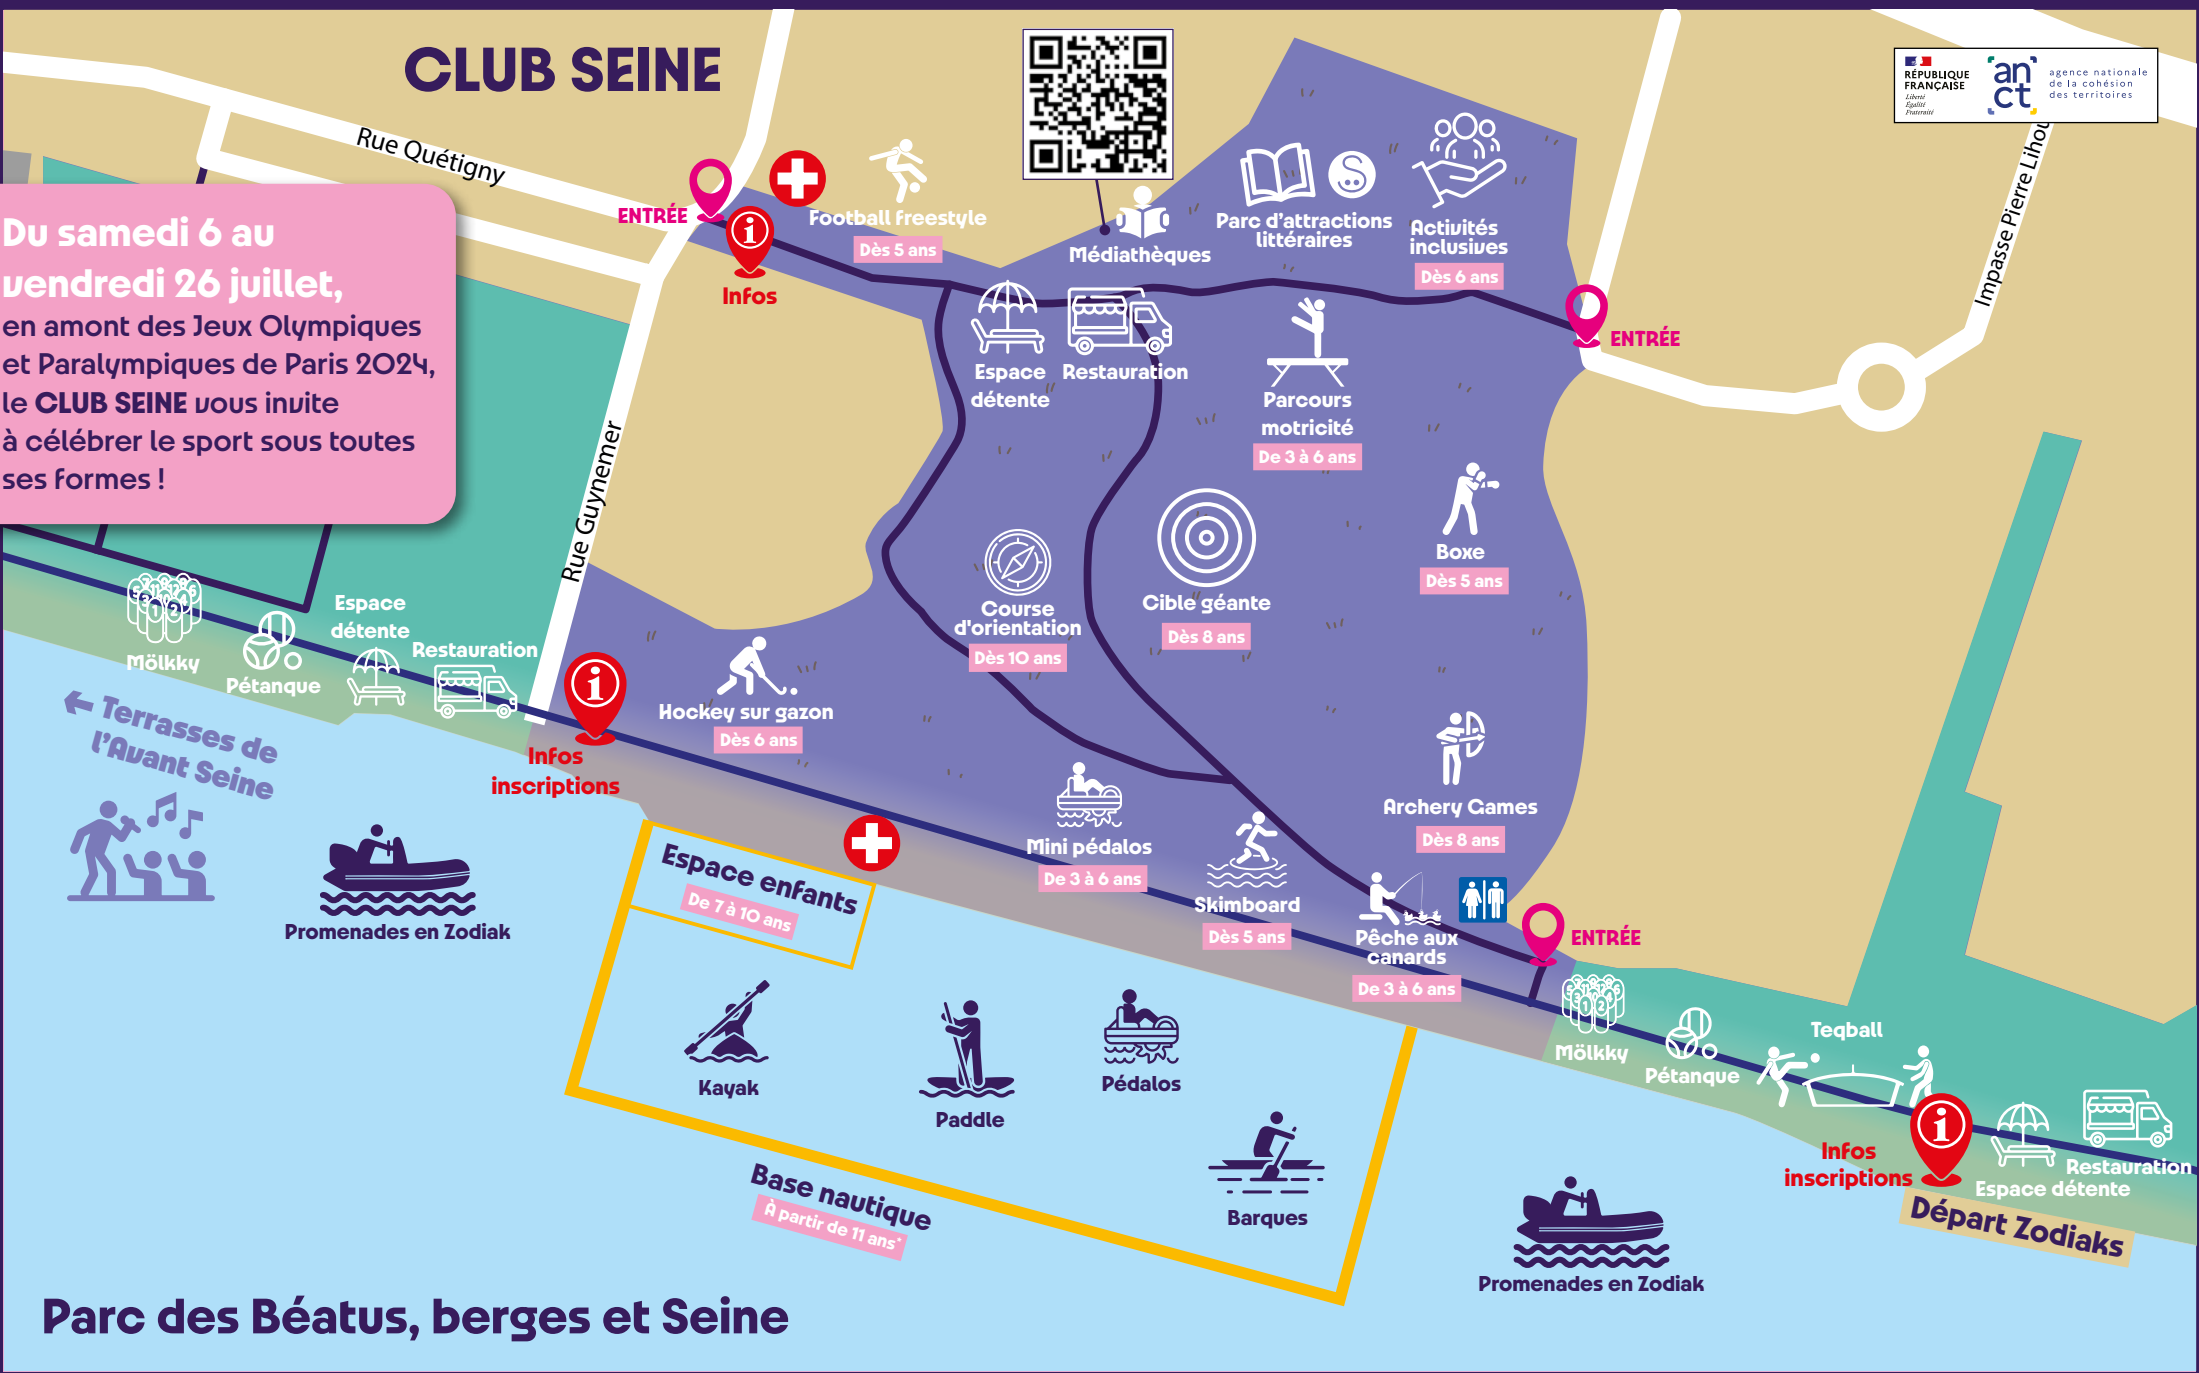 CLUB SEINE
RÉPUBLIQUE
FRANÇAISE
Liberté
Égalité
Fraternité
an
ct
agence nationale
de la cohésion
des territoires
Rue Quétigny
Impasse Pierre Lihou
Rue Guynemer
Du samedi 6 au
vendredi 26 juillet,
en amont des Jeux Olympiques
et Paralympiques de Paris 2024,
le CLUB SEINE vous invite
à célébrer le sport sous toutes
ses formes !
ENTRÉE
Infos
Football freestyle
Dès 5 ans
Médiathèques
Parc d'attractions
littéraires
Activités
inclusives
Dès 6 ans
ENTRÉE
Espace
détente
Restauration
Parcours
motricité
De 3 à 6 ans
Boxe
Dès 5 ans
Course
d'orientation
Dès 10 ans
Cible géante
Dès 8 ans
Mölkky
Pétanque
Espace
détente
Restauration
← Terrasses de
l'Avant Seine
Infos
inscriptions
Hockey sur gazon
Dès 6 ans
Mini pédalos
De 3 à 6 ans
Skimboard
Dès 5 ans
Archery Games
Dès 8 ans
Pêche aux
canards
De 3 à 6 ans
ENTRÉE
Promenades en Zodiak
Espace enfants
De 7 à 10 ans
Kayak
Paddle
Pédalos
Barques
Base nautique
À partir de 11 ans*
Mölkky
Pétanque
Teqball
Infos
inscriptions
Espace détente
Restauration
Départ Zodiaks
Promenades en Zodiak
Parc des Béatus, berges et Seine